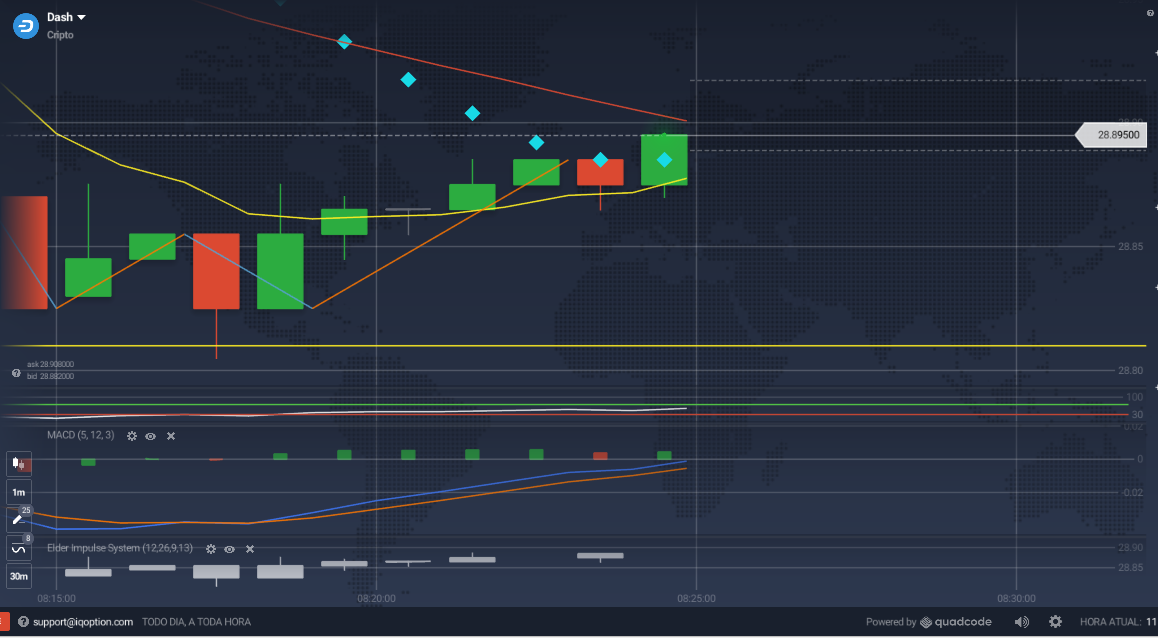 Dash
Cripto
28.90
28.89500
28.85
ask 28.908000
bid 28.882000
28.80
100
30
0.02
MACD (5, 12, 3)
0
1m
-0.02
25
8
Elder Impulse System (12,26,9,13)
28.90
28.85
30m
08:15:00
08:20:00
08:25:00
08:30:00
support@iqoption.com
TODO DIA, A TODA HORA
Powered by quadcode
HORA ATUAL: 11